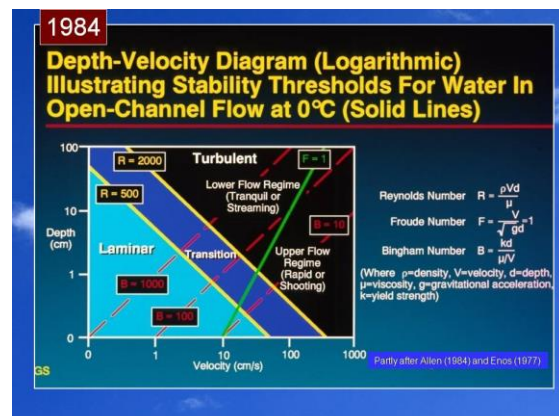 1984
Depth-Velocity Diagram (Logarithmic)
Illustrating Stability Thresholds For Water In
Open-Channel Flow at 0°C (Solid Lines)
100
R = 2000
Turbulent
F = 1
R = 500
Lower Flow Regime
(Tranquil or
Streaming)
Reynolds Number R = ρVd
μ
10
B = 10
Froude Number F = V =1
√gd
Depth
(cm)
Laminar
Transition
Upper Flow
Regime
(Rapid or
Shooting)
Bingham Number B = kd
μ/V
1
B = 1000
(Where ρ=density, V=velocity, d=depth,
μ=viscosity, g=gravitational acceleration,
k=yield strength)
B = 100
0
0 1 10 100 1000
Velocity (cm/s)
Partly after Allen (1984) and Enos (1977)
GS